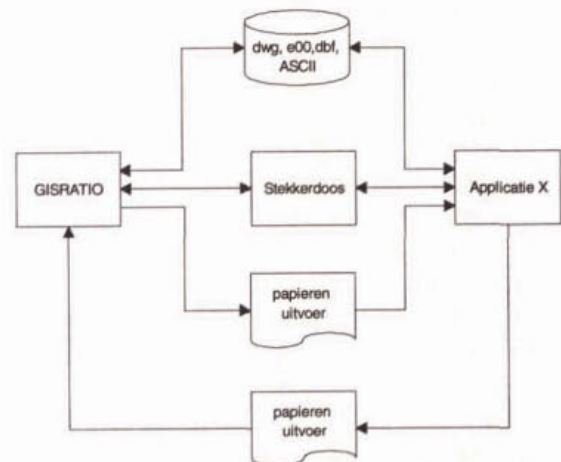 dwg, e00,dbf,
ASCII
GISRATIO
Stekkerdoos
Applicatie X
papieren
uitvoer
papieren
uitvoer